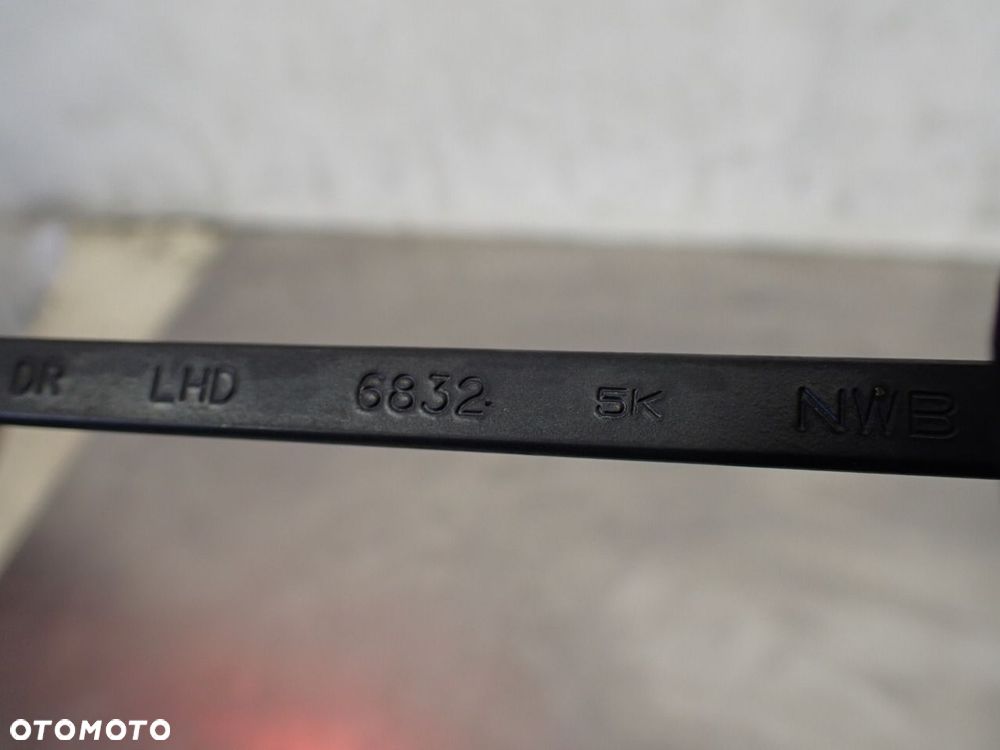 DR LHD 6832. 5K NWB
OTOMOTO